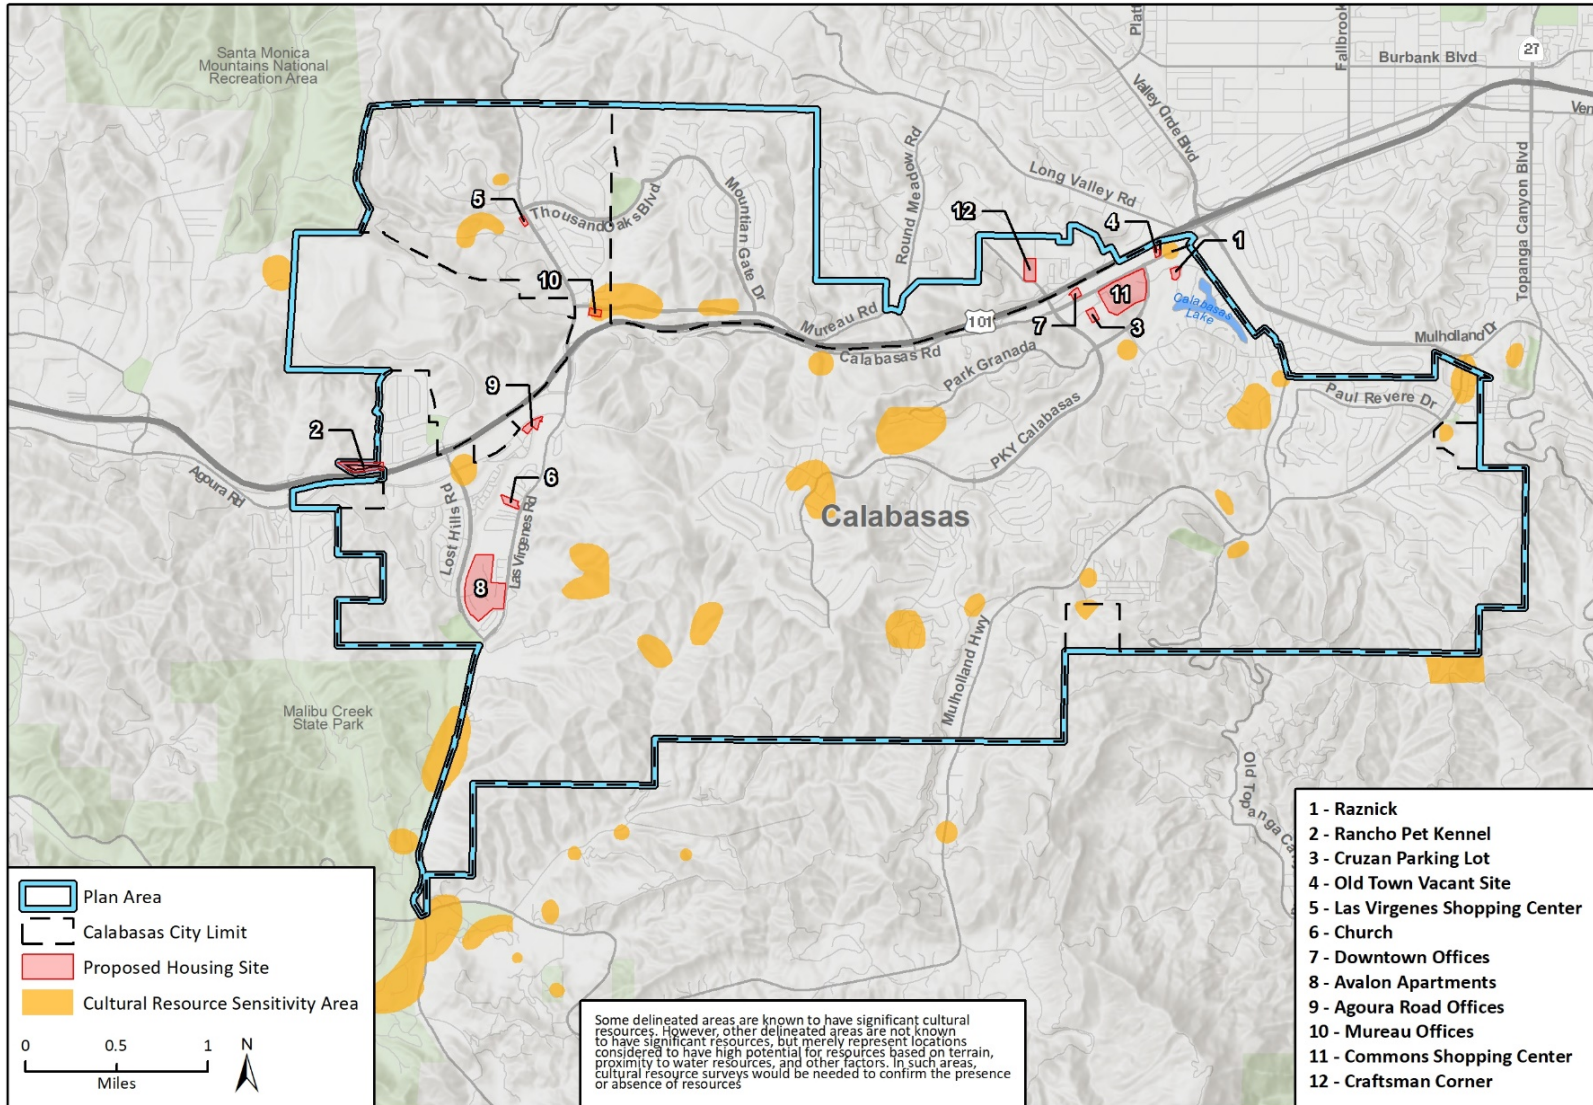 Santa Monica
Mountains National
Recreation Area
Platt
Fallbrook
27
Burbank Blvd
Valley Circle Blvd
Ven
Topanga Canyon Blvd
Round Meadow Rd
Long Valley Rd
Mountian Gate Dr
Thousand Oaks Blvd
5
12
4
1
10
11
Calabasas
Lake
101
7
3
Mureau Rd
Calabasas Rd
Park Granada
Mulholland Dr
Paul Revere Dr
PKY Calabasas
9
2
Agoura Rd
6
Lost Hills Rd
Las Virgenes Rd
Calabasas
8
Mulholland Hwy
Malibu Creek
State Park
Old Topanga Can
Plan Area
Calabasas City Limit
Proposed Housing Site
Cultural Resource Sensitivity Area
0 0.5 1
Miles
N
Some delineated areas are known to have significant cultural
resources. However, other delineated areas are not known
to have significant resources, but merely represent locations
considered to have high potential for resources based on terrain,
proximity to water resources, and other factors. In such areas,
cultural resource surveys would be needed to confirm the presence
or absence of resources
1 - Raznick
2 - Rancho Pet Kennel
3 - Cruzan Parking Lot
4 - Old Town Vacant Site
5 - Las Virgenes Shopping Center
6 - Church
7 - Downtown Offices
8 - Avalon Apartments
9 - Agoura Road Offices
10 - Mureau Offices
11 - Commons Shopping Center
12 - Craftsman Corner